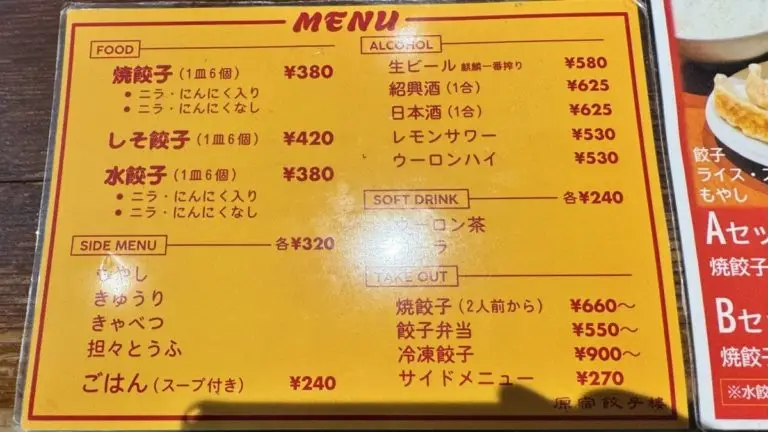 MENU
FOOD
焼餃子(1皿6個) ¥380
• ニラ・にんにく入り
• ニラ・にんにくなし
しそ餃子(1皿6個) ¥420
水餃子(1皿6個) ¥380
• ニラ・にんにく入り
• ニラ・にんにくなし
SIDE MENU 各¥320
もやし
きゅうり
きゃべつ
担々とうふ
ごはん(スープ付き) ¥240
ALCOHOL
生ビール 麒麟一番搾り ¥580
紹興酒(1合) ¥625
日本酒(1合) ¥625
レモンサワー ¥530
ウーロンハイ ¥530
SOFT DRINK 各¥240
ウーロン茶
ーラ
TAKE OUT
焼餃子(2人前から) ¥660〜
餃子弁当 ¥550〜
冷凍餃子 ¥900〜
サイドメニュー ¥270
原宿餃子樓
餃子
ライス・ス
もやし
Aセッ
焼餃子
Bセ
焼餃子
※水餃